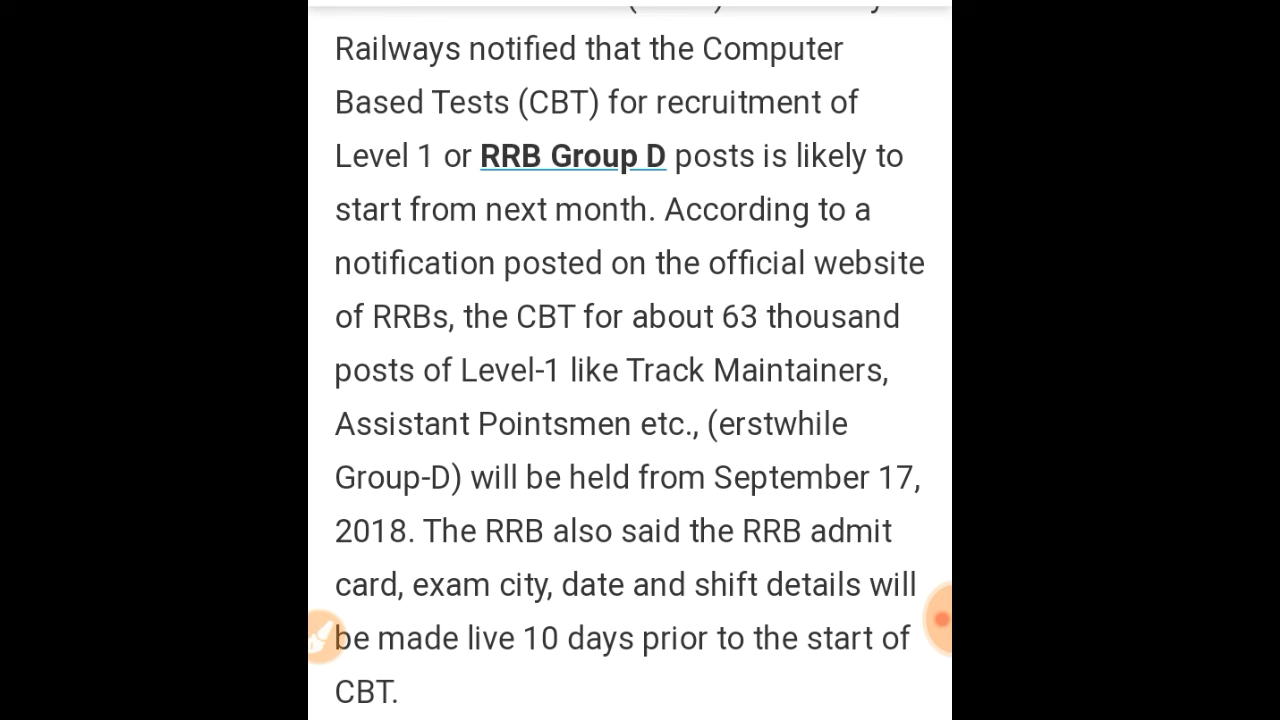 Railways notified that the Computer
Based Tests (CBT) for recruitment of
Level 1 or RRB Group D posts is likely to
start from next month. According to a
notification posted on the official website
of RRBs, the CBT for about 63 thousand
posts of Level-1 like Track Maintainers,
Assistant Pointsmen etc., (erstwhile
Group-D) will be held from September 17,
2018. The RRB also said the RRB admit
card, exam city, date and shift details will
be made live 10 days prior to the start of
CBT.